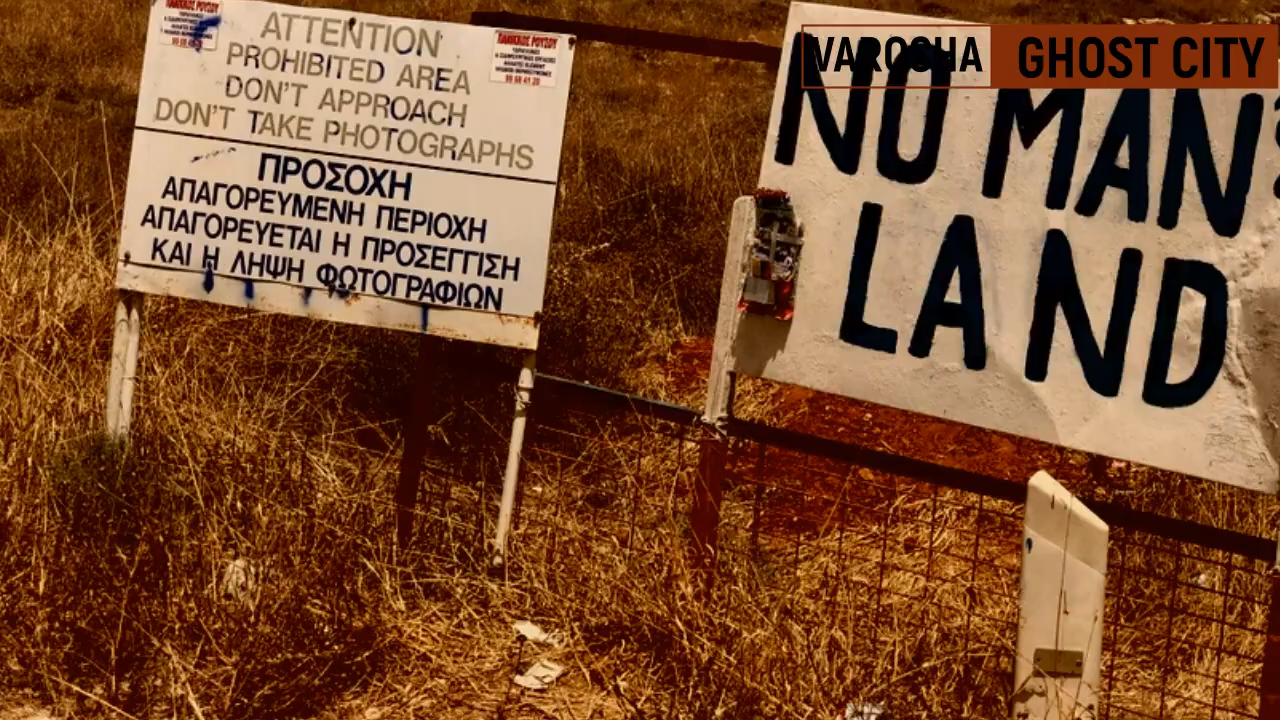 ATTENTION
PROHIBITED AREA
DON'T APPROACH
DON'T TAKE PHOTOGRAPHS
ΠΡΟΣΟΧΗ
ΑΠΑΓΟΡΕΥΜΕΝΗ ΠΕΡΙΟΧΗ
ΑΠΑΓΟΡΕΥΕΤΑΙ Η ΠΡΟΣΕΓΓΙΣΗ
ΚΑΙ Η ΛΗΨΗ ΦΩΤΟΓΡΑΦΙΩΝ
VAROSHA GHOST CITY
NO MAN'S
LAND